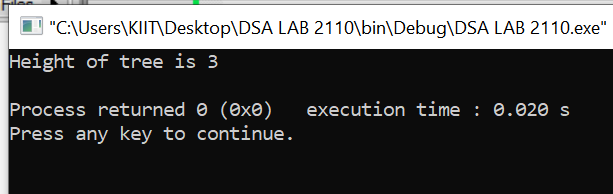 Files
"C:\Users\KIIT\Desktop\DSA LAB 2110\bin\Debug\DSA LAB 2110.exe"
Height of tree is 3
Process returned 0 (0x0)   execution time : 0.020 s
Press any key to continue.